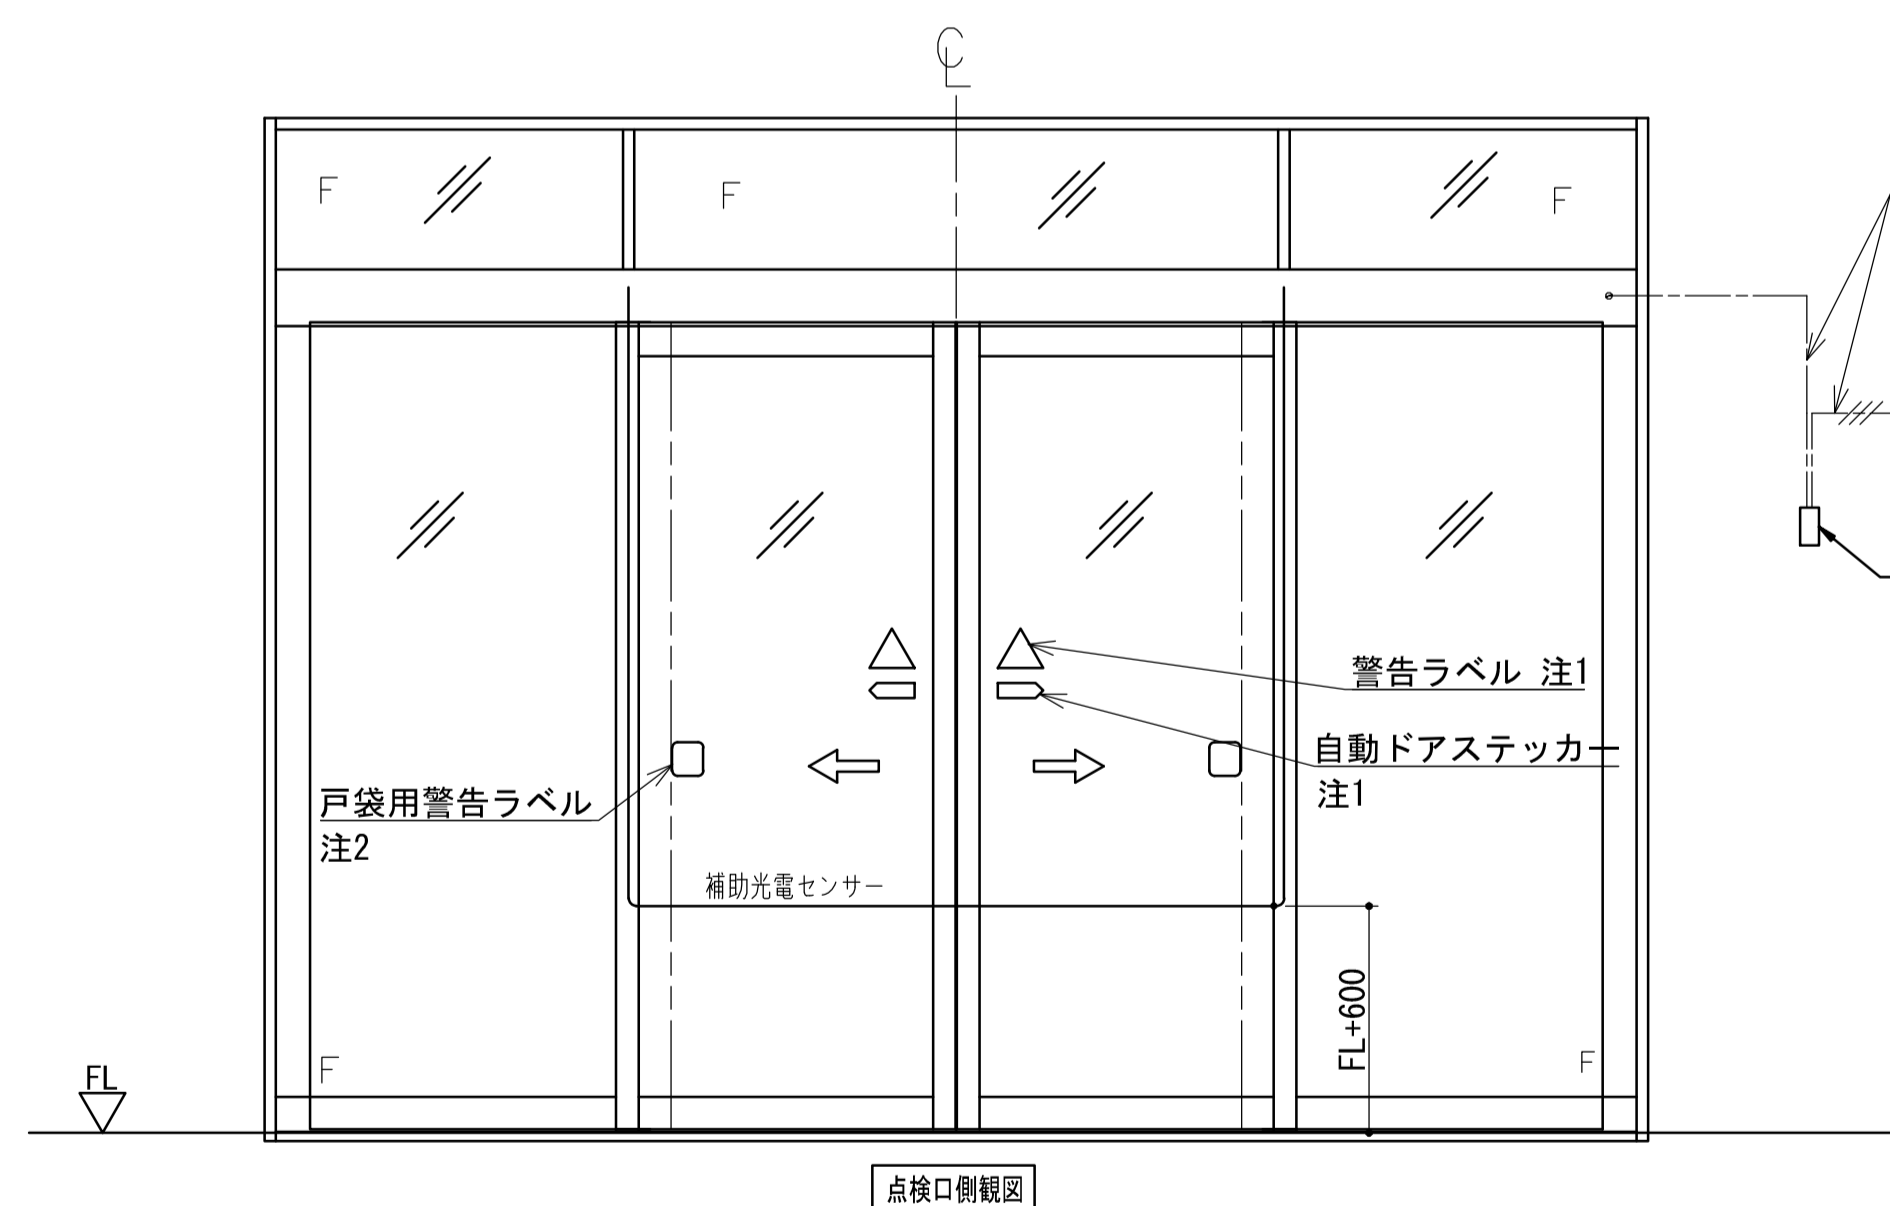 ℄
F
F
F
警告ラベル 注1
自動ドアステッカー
注1
戸袋用警告ラベル
注2
補助光電センサー
FL+600
F
F
FL
点検口側観図